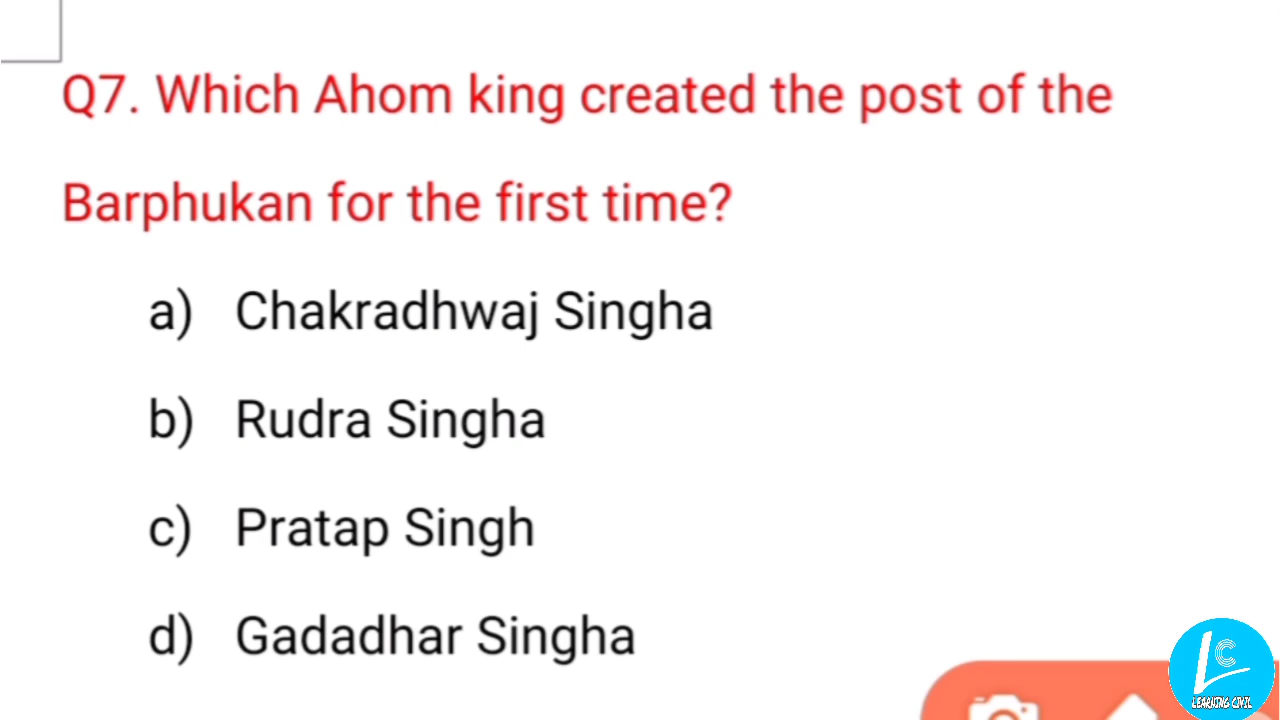 Q7. Which Ahom king created the post of the
Barphukan for the first time?
a) Chakradhwaj Singha
b) Rudra Singha
c) Pratap Singh
d) Gadadhar Singha
LC
LEARNING CIVIL